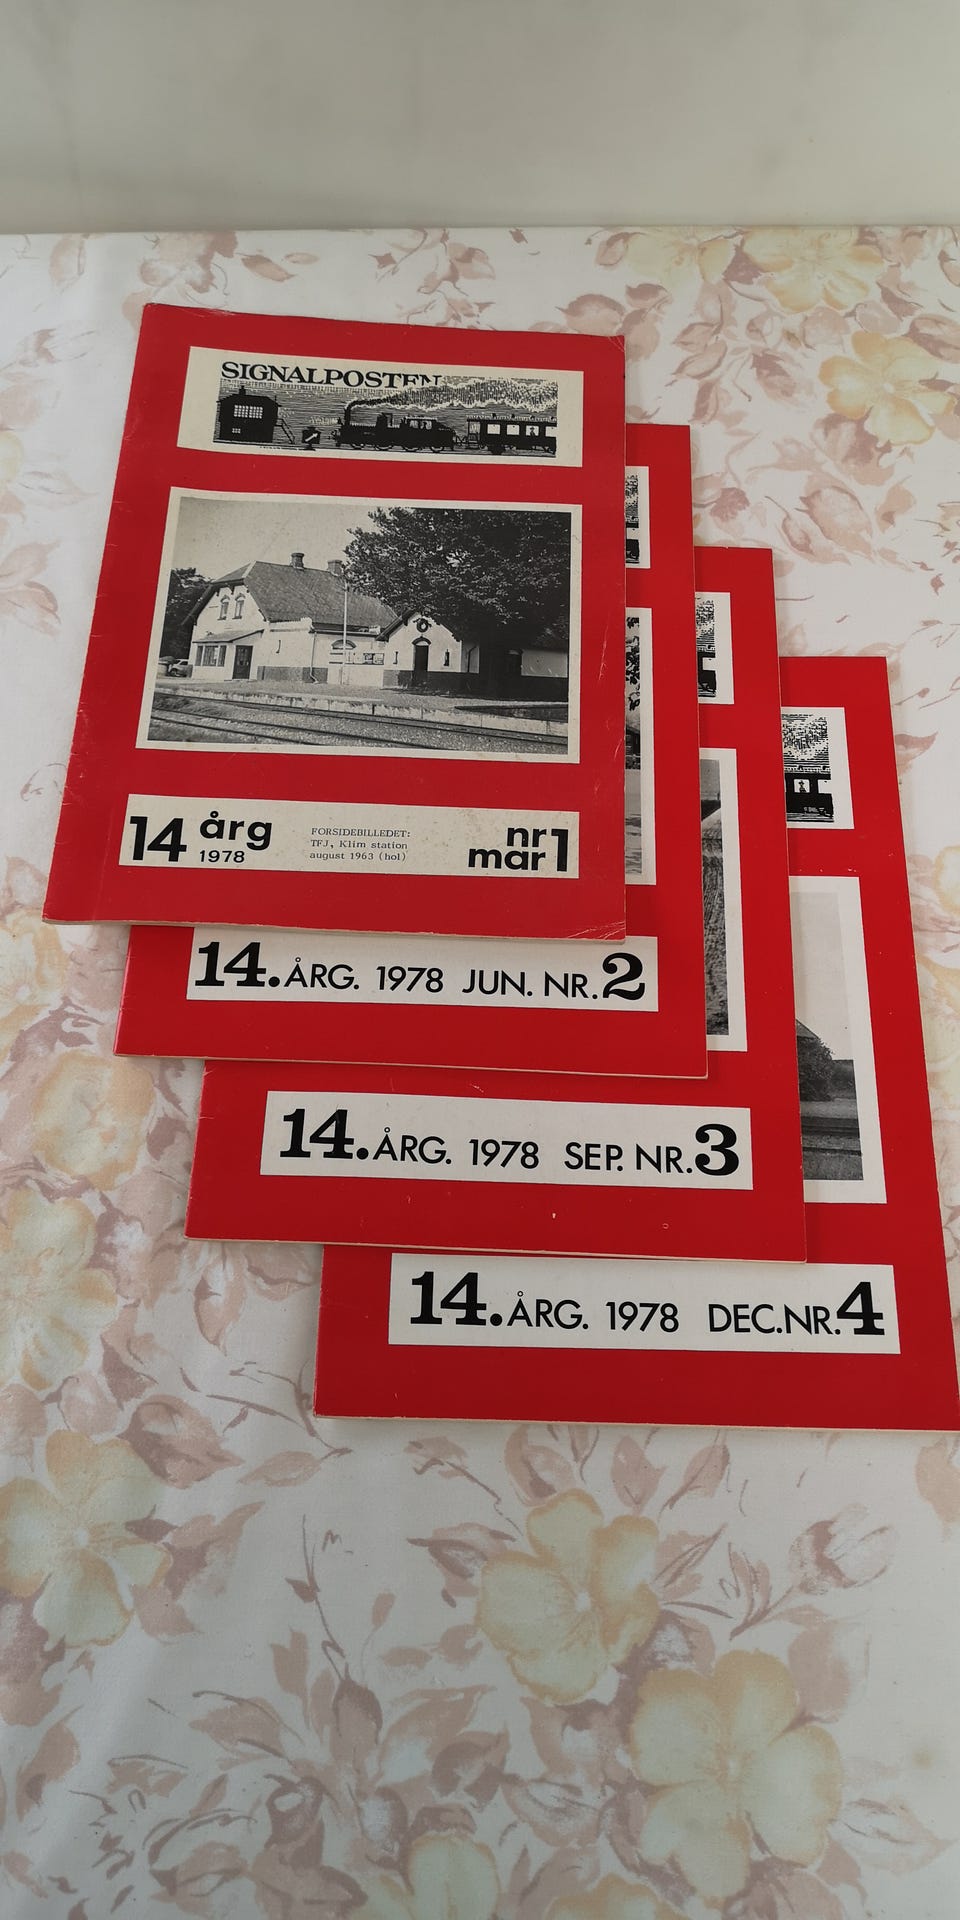 SIGNALPOSTEN
14 årg
1978
FORSIDEBILLEDET:
TFJ, Klim station
august 1963 (hol)
nr 1
mar
14. ÅRG. 1978 JUN. NR. 2
14. ÅRG. 1978 SEP. NR. 3
14. ÅRG. 1978 DEC. NR. 4